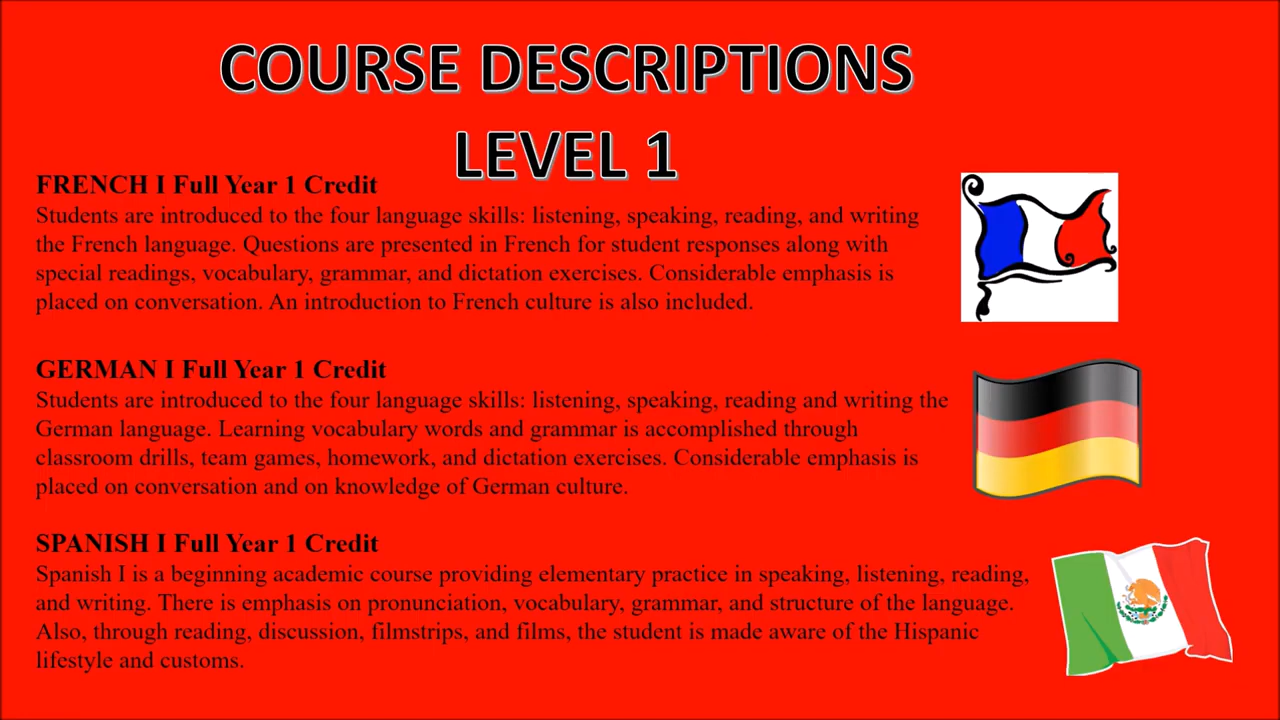 COURSE DESCRIPTIONS
LEVEL 1
FRENCH I Full Year 1 Credit
Students are introduced to the four language skills: listening, speaking, reading, and writing
the French language. Questions are presented in French for student responses along with
special readings, vocabulary, grammar, and dictation exercises. Considerable emphasis is
placed on conversation. An introduction to French culture is also included.
GERMAN I Full Year 1 Credit
Students are introduced to the four language skills: listening, speaking, reading and writing the
German language. Learning vocabulary words and grammar is accomplished through
classroom drills, team games, homework, and dictation exercises. Considerable emphasis is
placed on conversation and on knowledge of German culture.
SPANISH I Full Year 1 Credit
Spanish I is a beginning academic course providing elementary practice in speaking, listening, reading,
and writing. There is emphasis on pronunciation, vocabulary, grammar, and structure of the language.
Also, through reading, discussion, filmstrips, and films, the student is made aware of the Hispanic
lifestyle and customs.